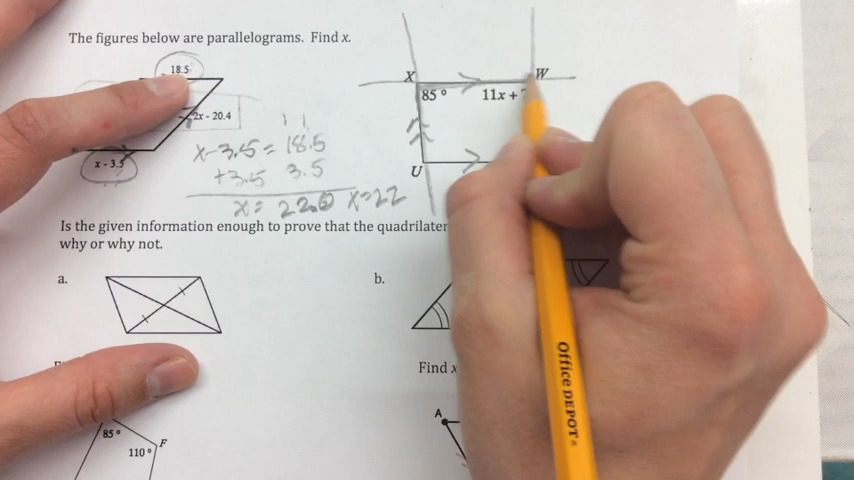 The figures below are parallelograms. Find x.
18.5
2x - 20.4
x - 3.5
x-3.5 = 18.5
+3.5 3.5
x= 22.0 x=22
X
W
85° 11x +
U
Is the given information enough to prove that the quadrilater
why or why not.
a.
b.
Find x
A
85°
110°
F
Office DEPOT